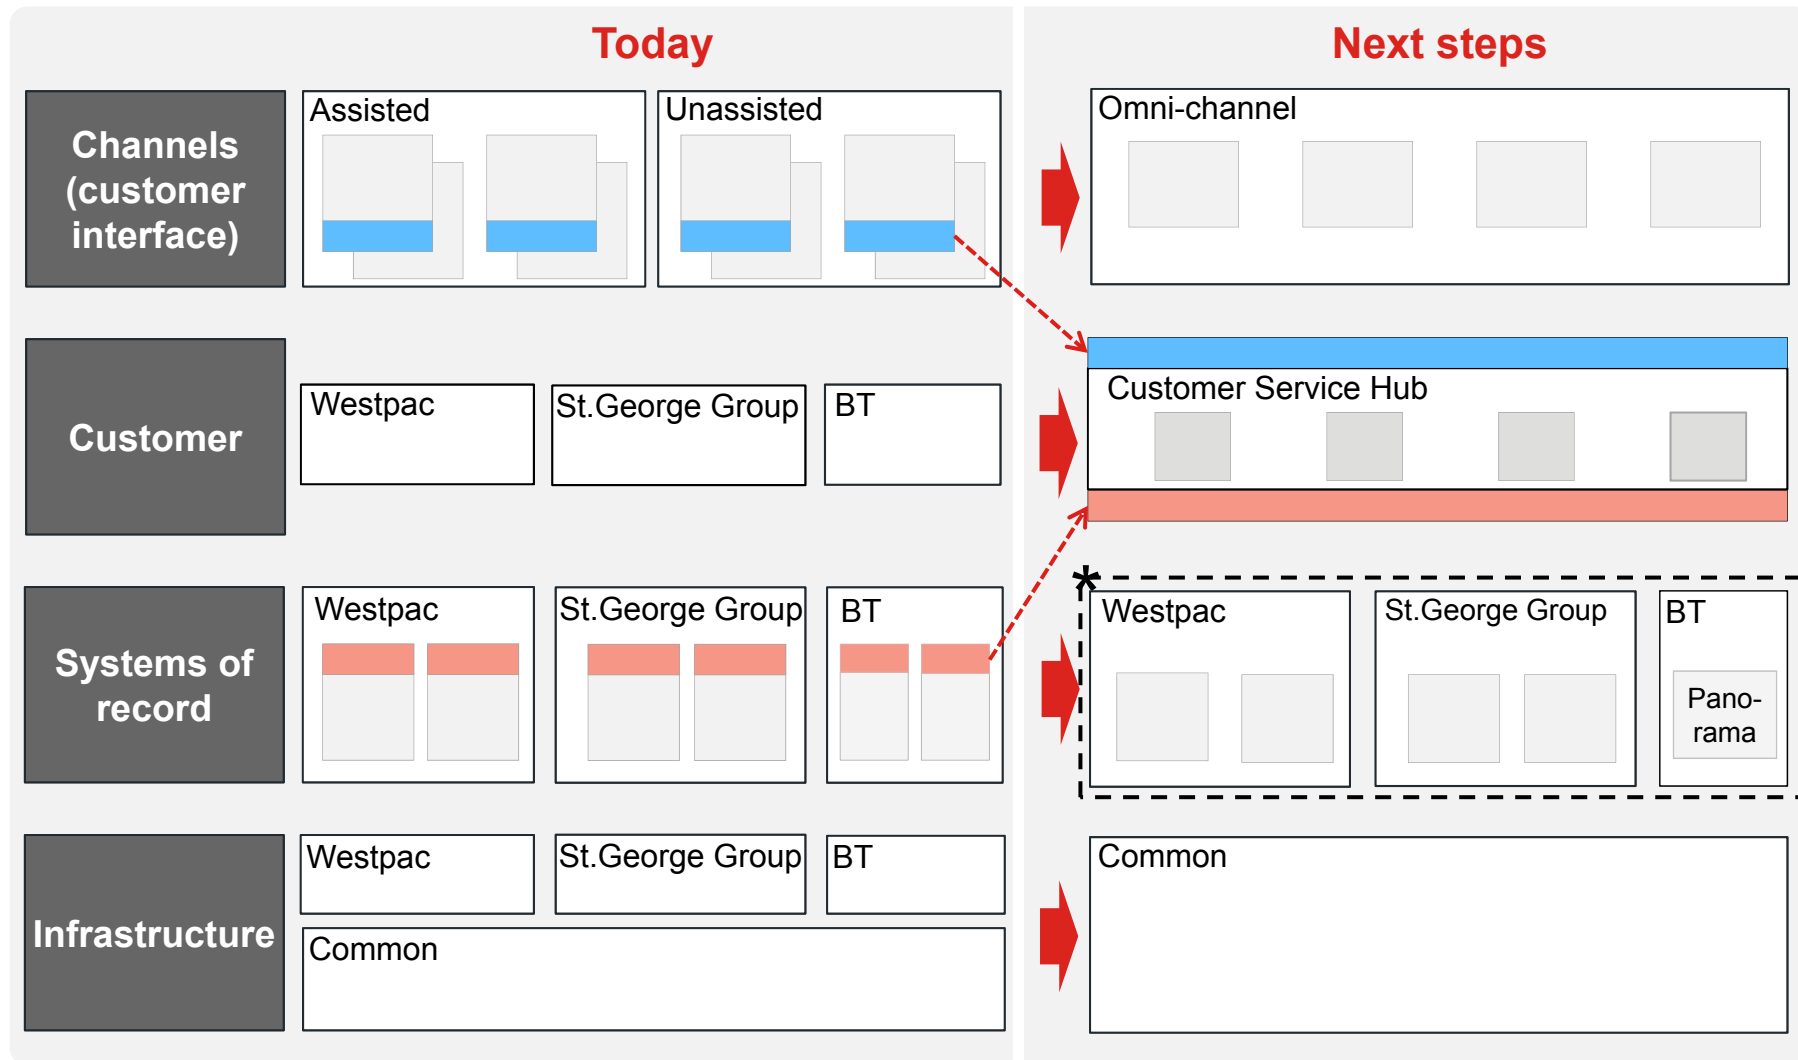 Today
Next steps
Channels
(customer
interface)
Assisted
Unassisted
Omni-channel
Customer
Westpac
St.George Group
BT
Customer Service Hub
Systems of
record
Westpac
St.George Group
BT
*
Westpac
St.George Group
BT
Pano-
rama
Infrastructure
Westpac
St.George Group
BT
Common
Common